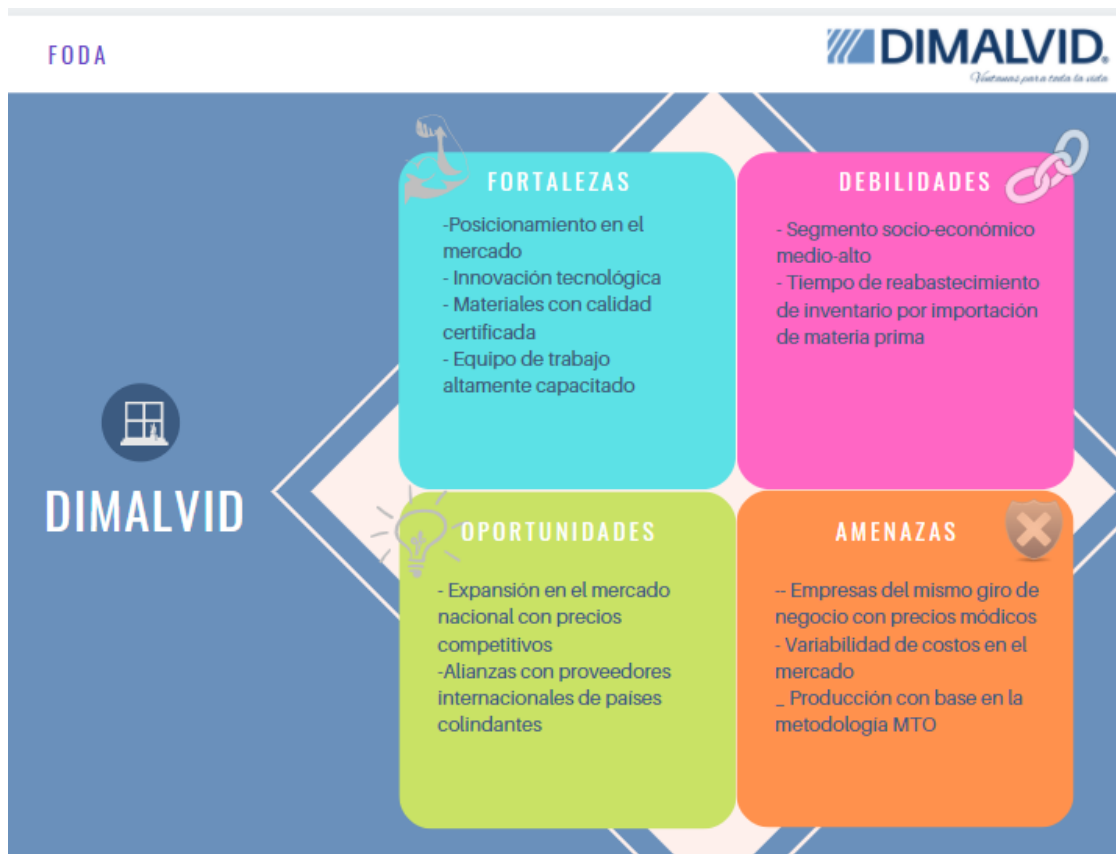 FODA
DIMALVID®
Ventanas para toda la vida
DIMALVID
FORTALEZAS
-Posicionamiento en el
mercado
- Innovación tecnológica
- Materiales con calidad
certificada
- Equipo de trabajo
altamente capacitado
DEBILIDADES
- Segmento socio-económico
medio-alto
- Tiempo de reabastecimiento
de inventario por importación
de materia prima
OPORTUNIDADES
- Expansión en el mercado
nacional con precios
competitivos
-Alianzas con proveedores
internacionales de países
colindantes
AMENAZAS
-- Empresas del mismo giro de
negocio con precios módicos
- Variabilidad de costos en el
mercado
_ Producción con base en la
metodología MTO